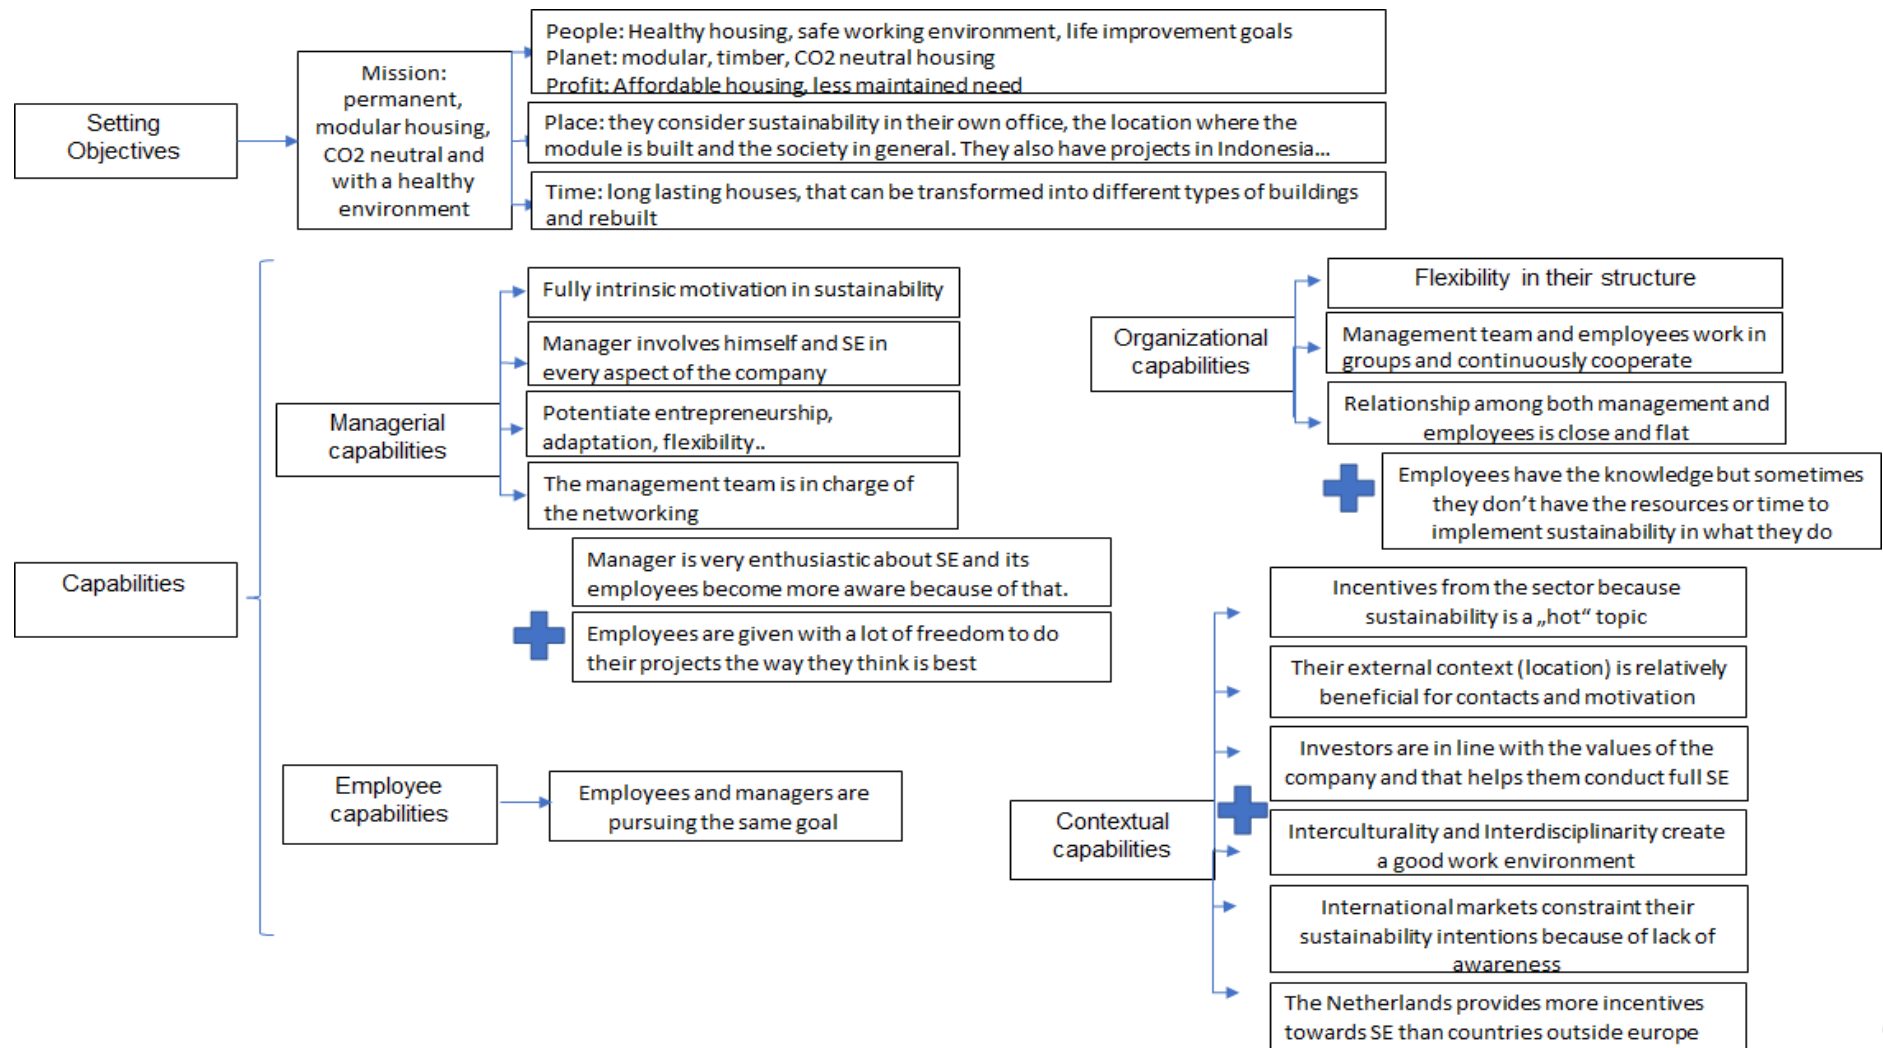 Setting
Objectives
Mission:
permanent,
modular housing,
CO2 neutral and
with a healthy
environment
People: Healthy housing, safe working environment, life improvement goals
Planet: modular, timber, CO2 neutral housing
Profit: Affordable housing, less maintained need
Place: they consider sustainability in their own office, the location where the
module is built and the society in general. They also have projects in Indonesia...
Time: long lasting houses, that can be transformed into different types of buildings
and rebuilt
Capabilities
Managerial
capabilities
Fully intrinsic motivation in sustainability
Manager involves himself and SE in
every aspect of the company
Potentiate entrepreneurship,
adaptation, flexibility..
The management team is in charge of
the networking
Manager is very enthusiastic about SE and its
employees become more aware because of that.
Employees are given with a lot of freedom to do
their projects the way they think is best
Employee
capabilities
Employees and managers are
pursuing the same goal
Organizational
capabilities
Flexibility in their structure
Management team and employees work in
groups and continuously cooperate
Relationship among both management and
employees is close and flat
Employees have the knowledge but sometimes
they don't have the resources or time to
implement sustainability in what they do
Contextual
capabilities
Incentives from the sector because
sustainability is a „hot“ topic
Their external context (location) is relatively
beneficial for contacts and motivation
Investors are in line with the values of the
company and that helps them conduct full SE
Interculturality and Interdisciplinarity create
a good work environment
International markets constraint their
sustainability intentions because of lack of
awareness
The Netherlands provides more incentives
towards SE than countries outside europe